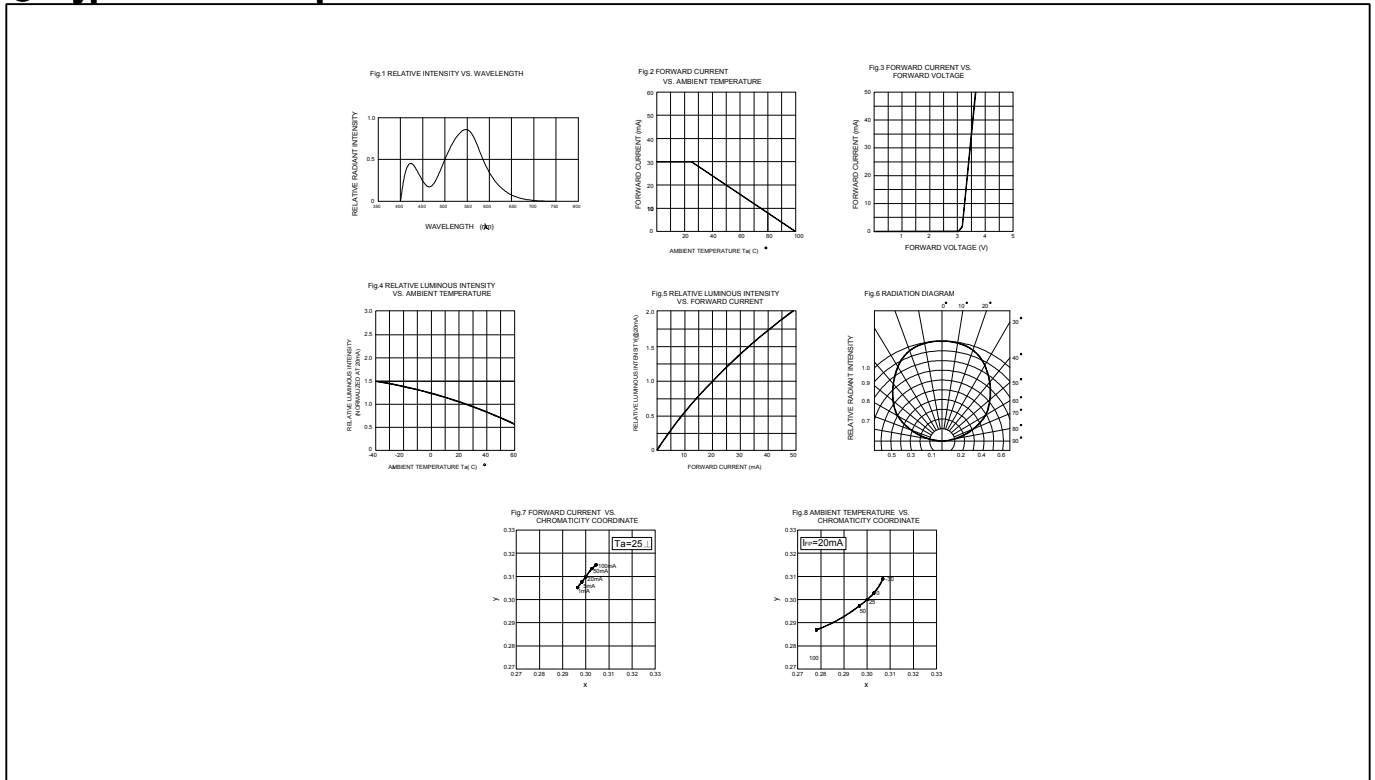 Fig.1 RELATIVE INTENSITY VS. WAVELENGTH
RELATIVE RADIANT INTENSITY
1.0
0.5
0
350 400 450 500 550 600 650 700 750 800
WAVELENGTH
Fig.2 FORWARD CURRENT
VS. AMBIENT TEMPERATURE
FORWARD CURRENT (mA)
60
50
40
30
20
10
0
20 40 60 80 100
AMBIENT TEMPERATURE Ta( C)
Fig.3 FORWARD CURRENT VS.
FORWARD VOLTAGE
FORWARD CURRENT (mA)
50
40
30
20
10
0
1 2 3 4 5
FORWARD VOLTAGE (V)
Fig.4 RELATIVE LUMINOUS INTENSITY
VS. AMBIENT TEMPERATURE
RELATIVE LUMINOUS INTENSITY
(NORMALIZED AT 20mA)
3.0
2.5
2.0
1.5
1.0
0.5
0
-40 -20 0 20 40 60
AMBIENT TEMPERATURE Ta( C)
Fig.5 RELATIVE LUMINOUS INTENSITY
VS. FORWARD CURRENT
RELATIVE LUMINOUS INTENSITY(@20mA)
2.0
1.5
1.0
0.5
0
10 20 30 40 50
FORWARD CURRENT (mA)
Fig.6 RADIATION DIAGRAM
0° 10° 20°
30°
40°
50°
60°
70°
80°
90°
RELATIVE RADIANT INTENSITY
1.0
0.9
0.8
0.7
0.5 0.3 0.1 0.2 0.4 0.6
Fig.7 FORWARD CURRENT VS.
CHROMATICITY COORDINATE
Ta=25
y
0.33
0.32
0.31
0.30
0.29
0.28
0.27
100mA
50mA
20mA
5mA
1mA
0.27 0.28 0.29 0.30 0.31 0.32 0.33
x
Fig.8 AMBIENT TEMPERATURE VS.
CHROMATICITY COORDINATE
IFP=20mA
y
0.33
0.32
0.31
0.30
0.29
0.28
0.27
-30
0
25
50
100
0.27 0.28 0.29 0.30 0.31 0.32 0.33
x